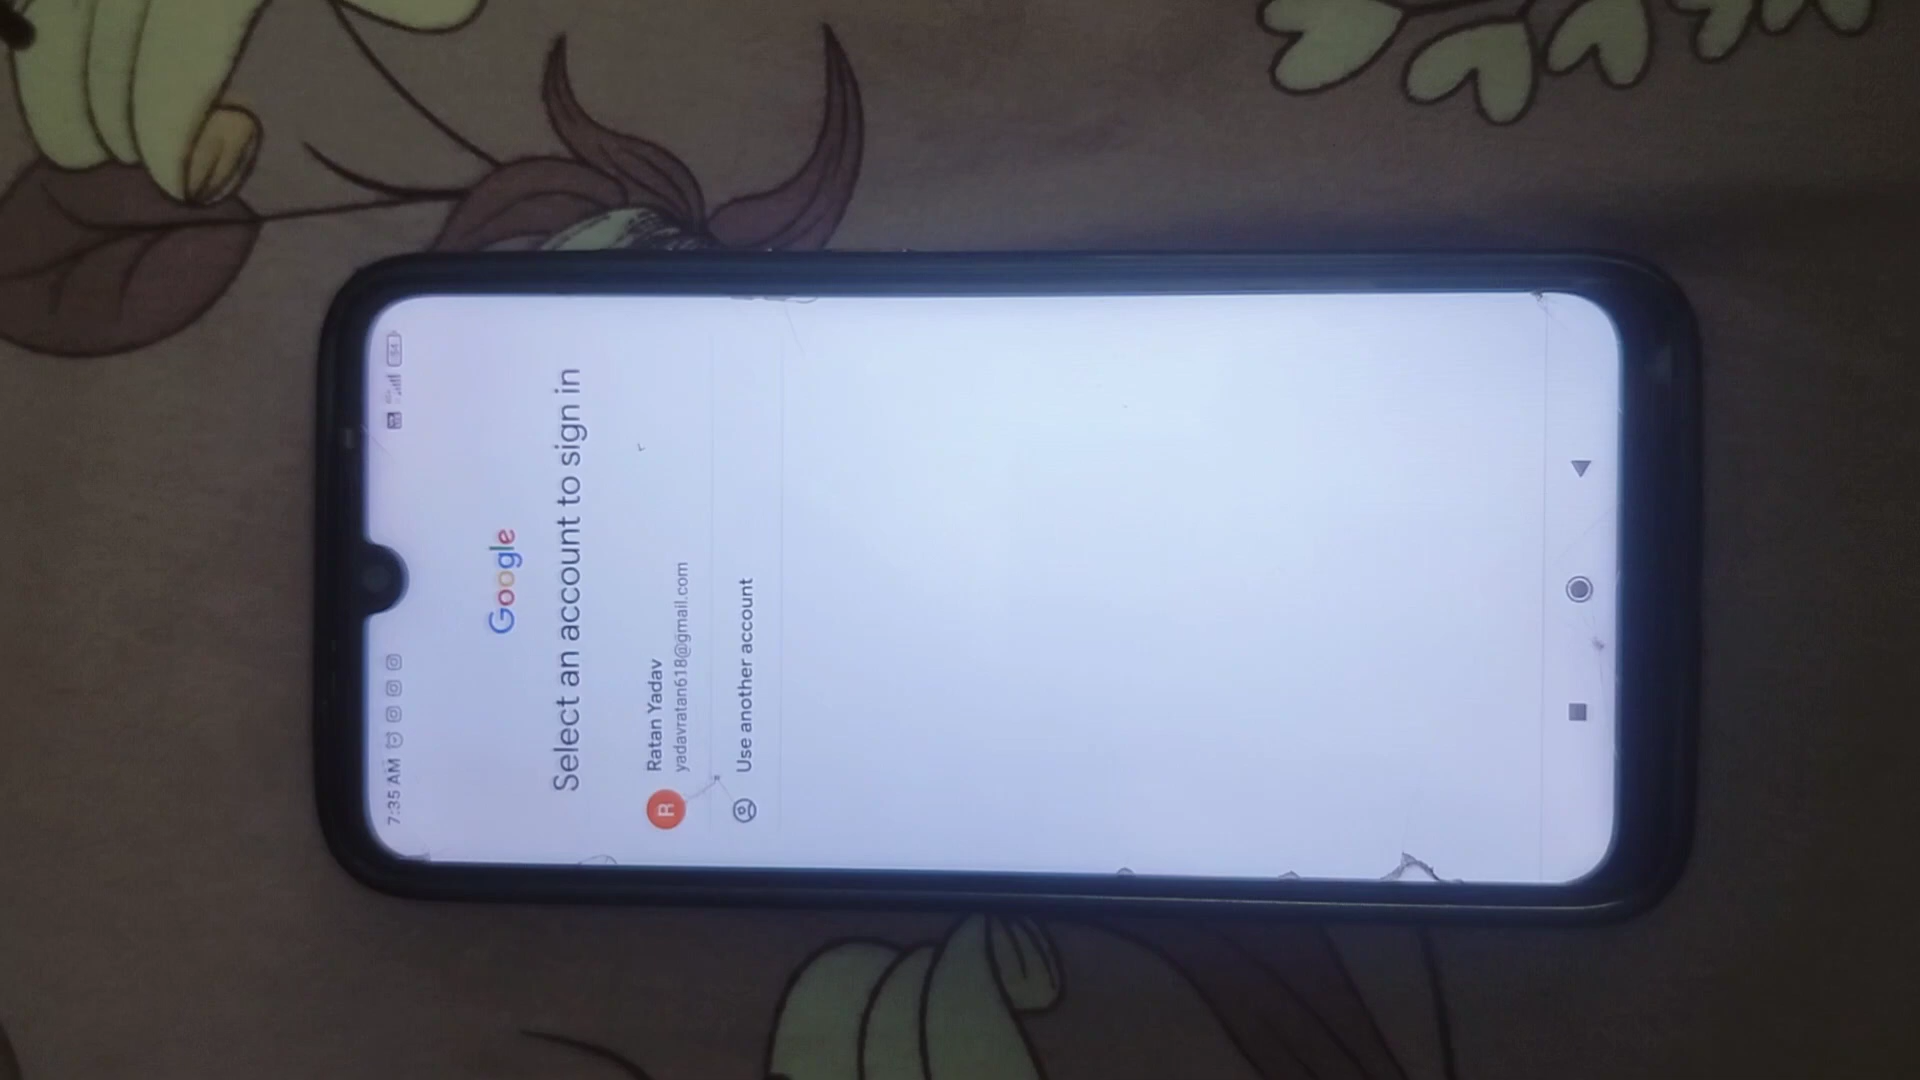 7:35 AM
Google
Select an account to sign in
R
Ratan Yadav
yadavratan618@gmail.com
Use another account